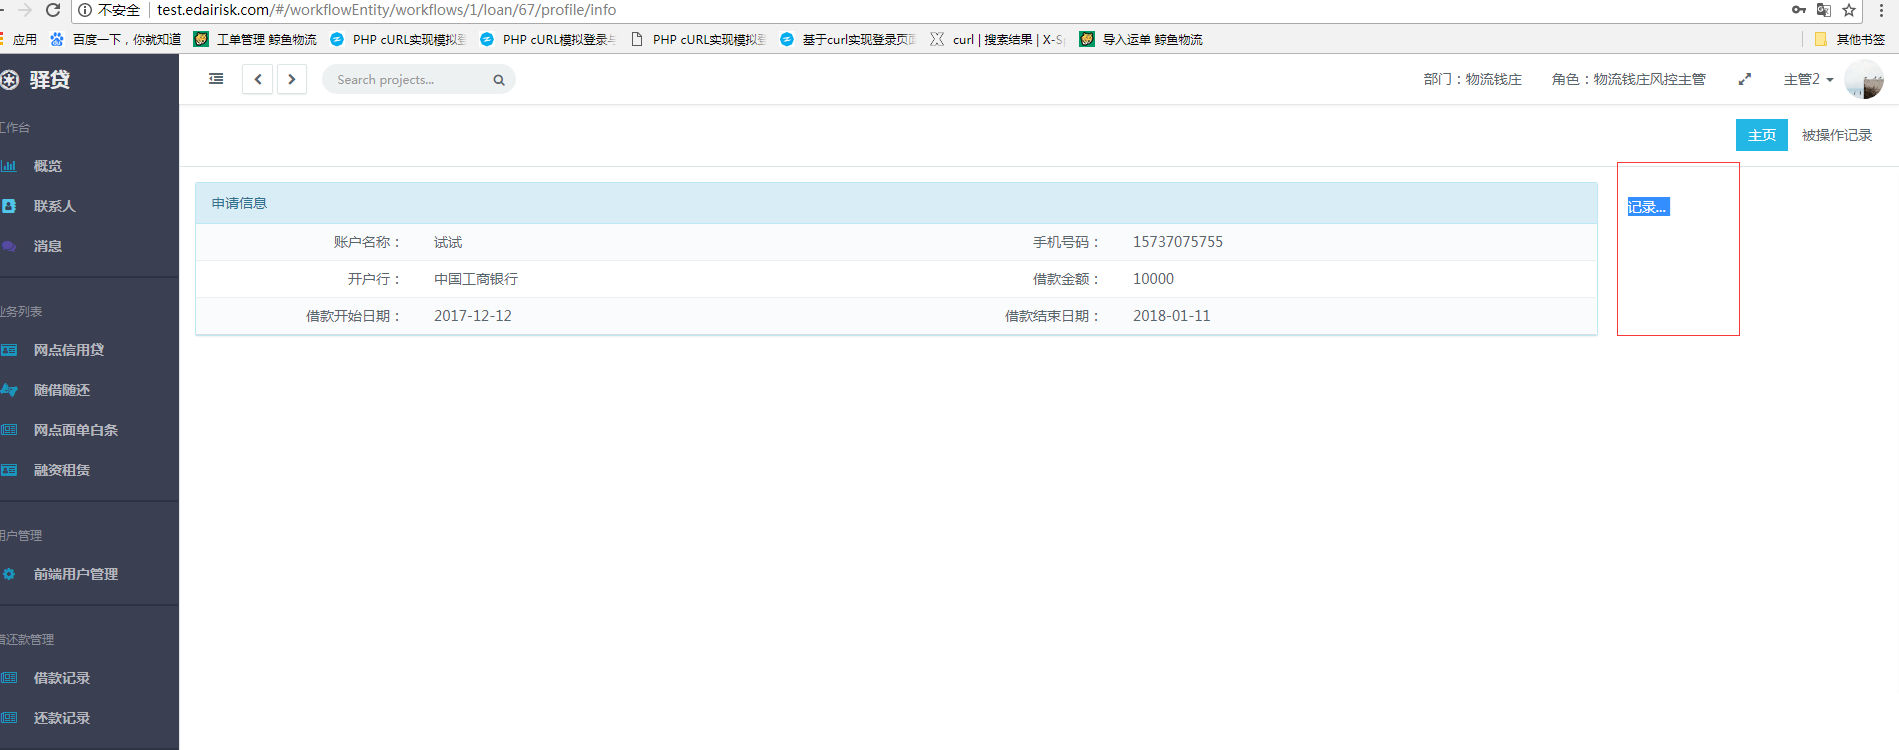 不安全 test.edairisk.com/#/workflowEntity/workflows/1/loan/67/profile/info
应用 百度一下，你就知道 工单管理 鲸鱼物流 PHP cURL实现模拟登 PHP cURL模拟登录与 PHP cURL实现模拟登 基于curl实现登录页面 curl | 搜索结果 | X-Sp 导入运单 鲸鱼物流 其他书签
驿贷 Search projects... 部门：物流钱庄 角色：物流钱庄风控主管 主管2
工作台
主页 被操作记录
概览
联系人
消息
业务列表
网点信用贷
随借随还
网点面单白条
融资租赁
用户管理
前端用户管理
借还款管理
借款记录
还款记录
申请信息
账户名称： 试试 手机号码： 15737075755
开户行： 中国工商银行 借款金额： 10000
借款开始日期： 2017-12-12 借款结束日期： 2018-01-11
记录...